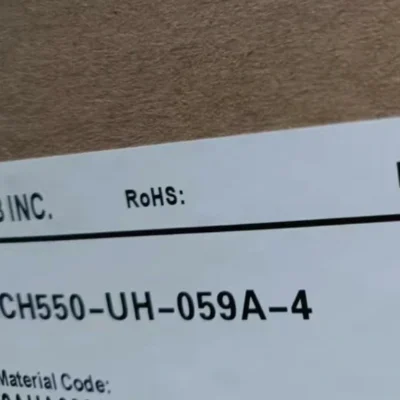 INC. RoHS:
CH550-UH-059A-4
Material Code: